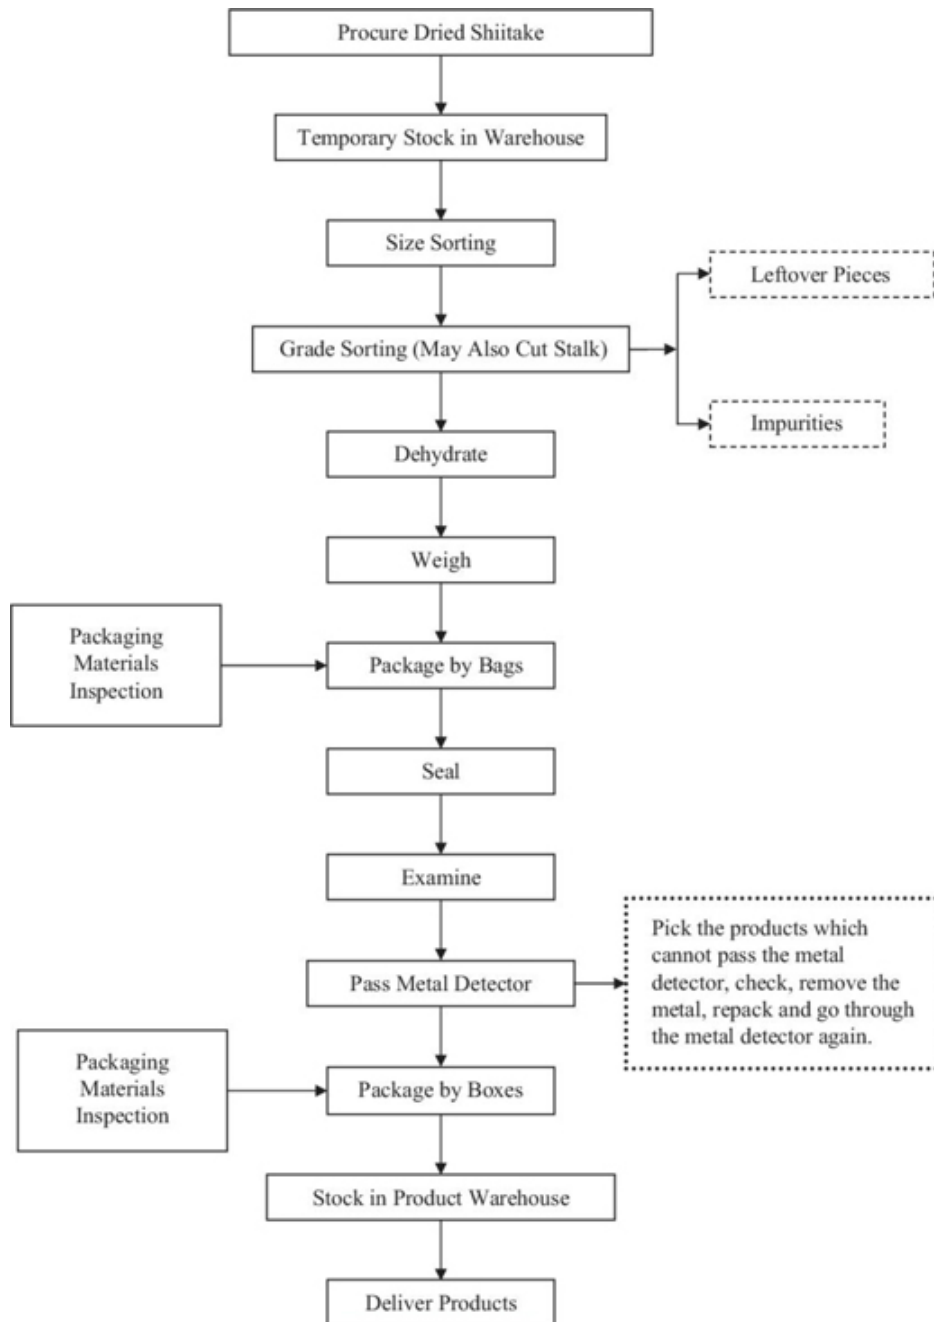 Procure Dried Shiitake
Temporary Stock in Warehouse
Size Sorting
Leftover Pieces
Grade Sorting (May Also Cut Stalk)
Impurities
Dehydrate
Weigh
Packaging
Materials
Inspection
Package by Bags
Seal
Examine
Pass Metal Detector
Pick the products which
cannot pass the metal
detector, check, remove the
metal, repack and go through
the metal detector again.
Packaging
Materials
Inspection
Package by Boxes
Stock in Product Warehouse
Deliver Products